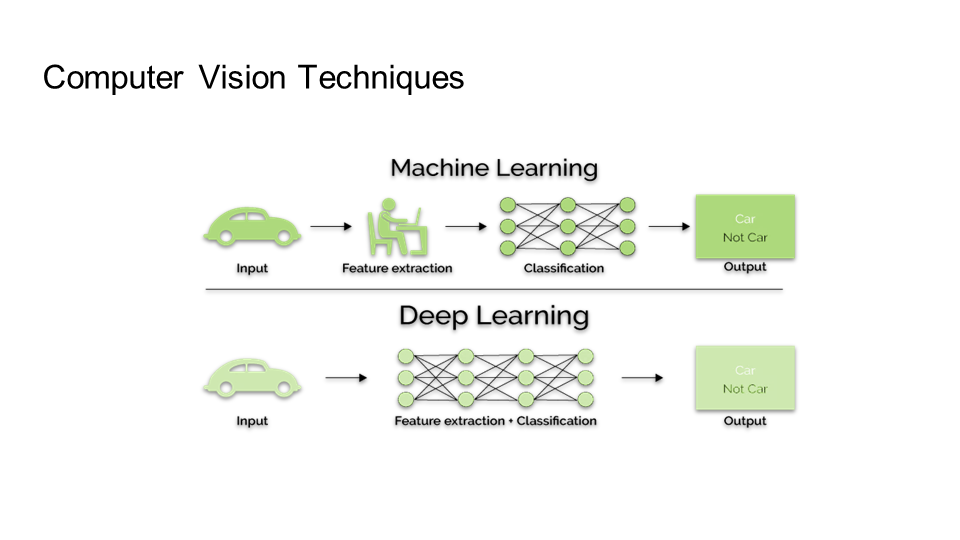 Computer Vision Techniques
Machine Learning
Input
Feature extraction
Classification
Car
Not Car
Output
Deep Learning
Input
Feature extraction + Classification
Car
Not Car
Output